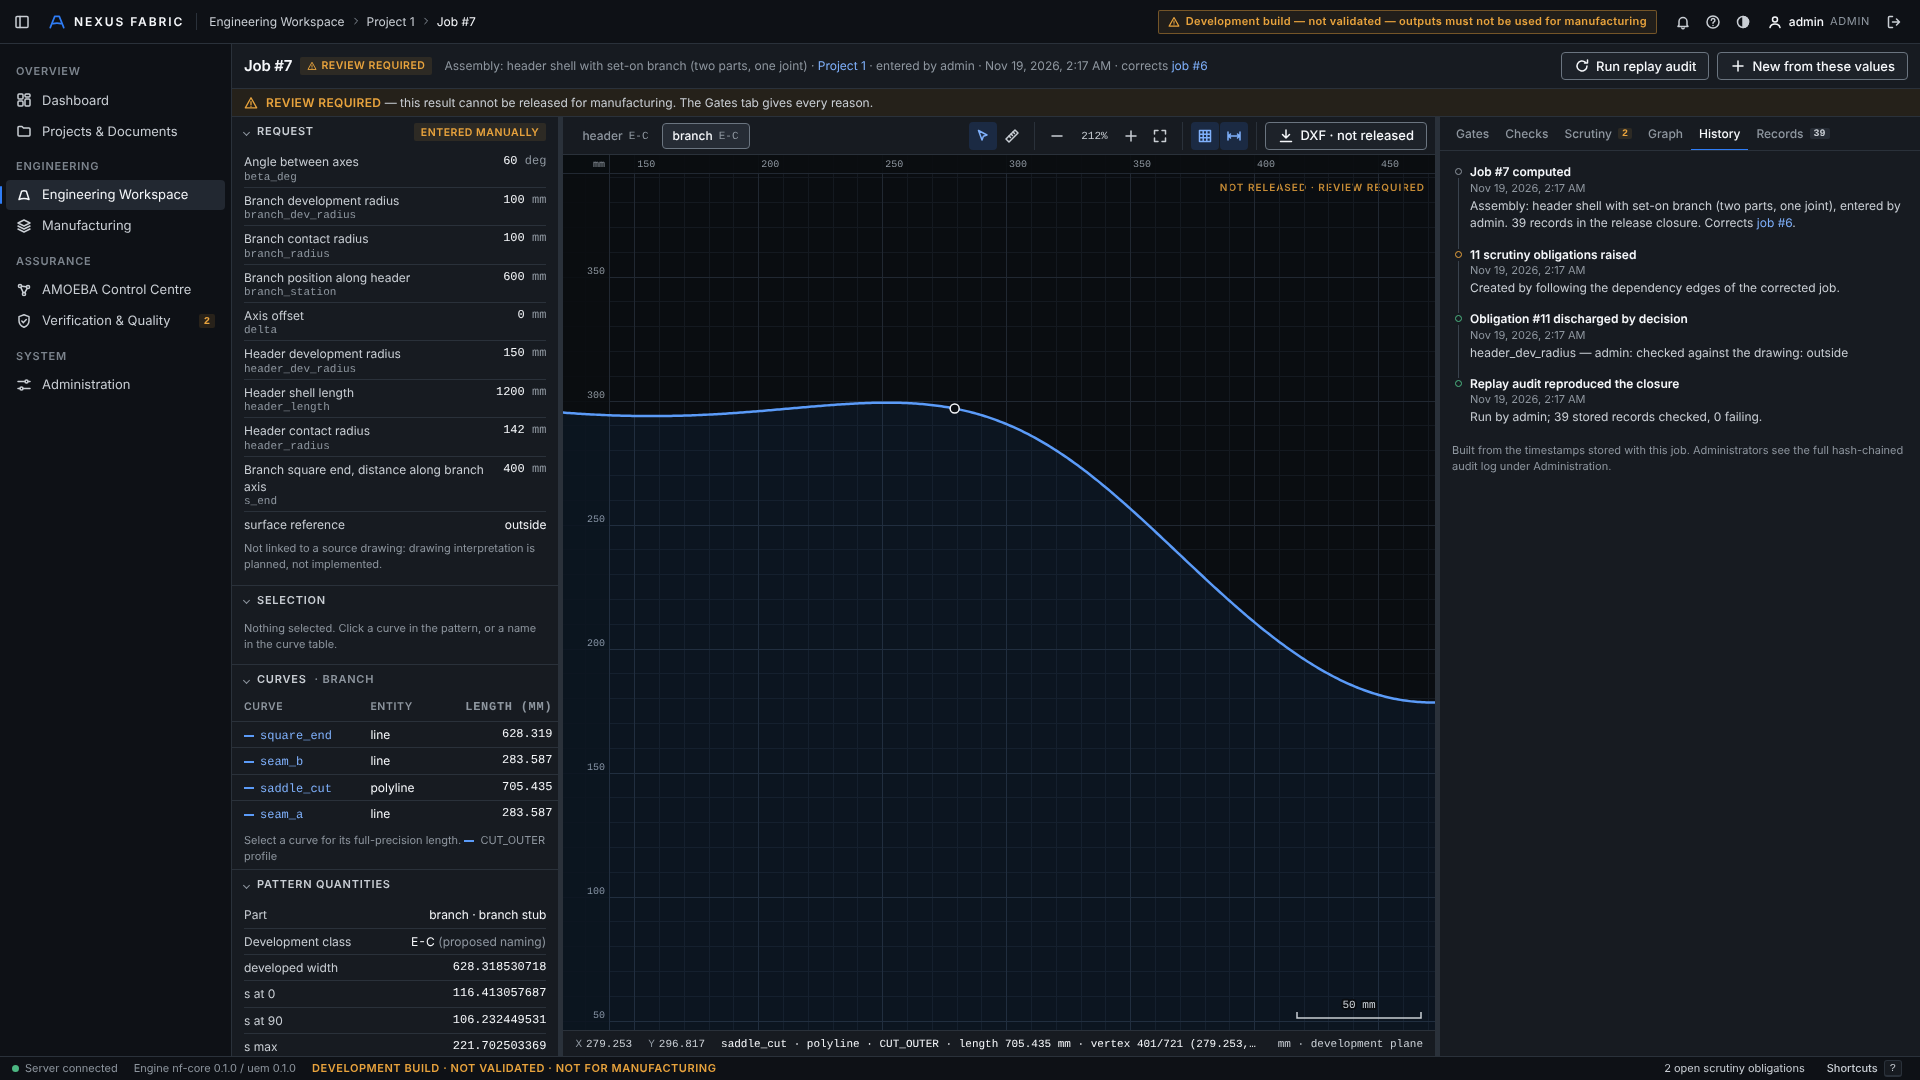 NEXUS FABRIC
Engineering Workspace › Project 1 › Job #7
Development build — not validated — outputs must not be used for manufacturing
admin ADMIN
OVERVIEW
Dashboard
Projects & Documents
ENGINEERING
Engineering Workspace
Manufacturing
ASSURANCE
AMOEBA Control Centre
Verification & Quality 2
SYSTEM
Administration
Job #7 REVIEW REQUIRED Assembly: header shell with set-on branch (two parts, one joint) · Project 1 · entered by admin · Nov 19, 2026, 2:17 AM · corrects job #6
Run replay audit
New from these values
REVIEW REQUIRED — this result cannot be released for manufacturing. The Gates tab gives every reason.
REQUEST ENTERED MANUALLY
Angle between axes 60 deg
beta_deg
Branch development radius 100 mm
branch_dev_radius
Branch contact radius 100 mm
branch_radius
Branch position along header 600 mm
branch_station
Axis offset 0 mm
delta
Header development radius 150 mm
header_dev_radius
Header shell length 1200 mm
header_length
Header contact radius 142 mm
header_radius
Branch square end, distance along branch 400 mm
axis
s_end
surface reference outside
Not linked to a source drawing: drawing interpretation is
planned, not implemented.
SELECTION
Nothing selected. Click a curve in the pattern, or a name
in the curve table.
CURVES · BRANCH
CURVE ENTITY LENGTH (MM)
square_end line 628.319
seam_b line 283.587
saddle_cut polyline 705.435
seam_a line 283.587
Select a curve for its full-precision length. CUT_OUTER
profile
PATTERN QUANTITIES
Part branch · branch stub
Development class E-C (proposed naming)
developed width 628.318530718
s at 0 116.413057687
s at 90 106.232449531
s max 221.702503369
header E-C branch E-C
212%
DXF · not released
mm 150 200 250 300 350 400 450
NOT RELEASED · REVIEW REQUIRED
350
300
250
200
150
100
50
50 mm
X 279.253 Y 296.817 saddle_cut · polyline · CUT_OUTER · length 705.435 mm · vertex 401/721 (279.253,… mm · development plane
Gates Checks Scrutiny 2 Graph History Records 39
Job #7 computed
Nov 19, 2026, 2:17 AM
Assembly: header shell with set-on branch (two parts, one joint), entered by
admin. 39 records in the release closure. Corrects job #6.
11 scrutiny obligations raised
Nov 19, 2026, 2:17 AM
Created by following the dependency edges of the corrected job.
Obligation #11 discharged by decision
Nov 19, 2026, 2:17 AM
header_dev_radius — admin: checked against the drawing: outside
Replay audit reproduced the closure
Nov 19, 2026, 2:17 AM
Run by admin; 39 stored records checked, 0 failing.
Built from the timestamps stored with this job. Administrators see the full hash-chained
audit log under Administration.
Server connected Engine nf-core 0.1.0 / uem 0.1.0 DEVELOPMENT BUILD · NOT VALIDATED · NOT FOR MANUFACTURING
2 open scrutiny obligations Shortcuts ?